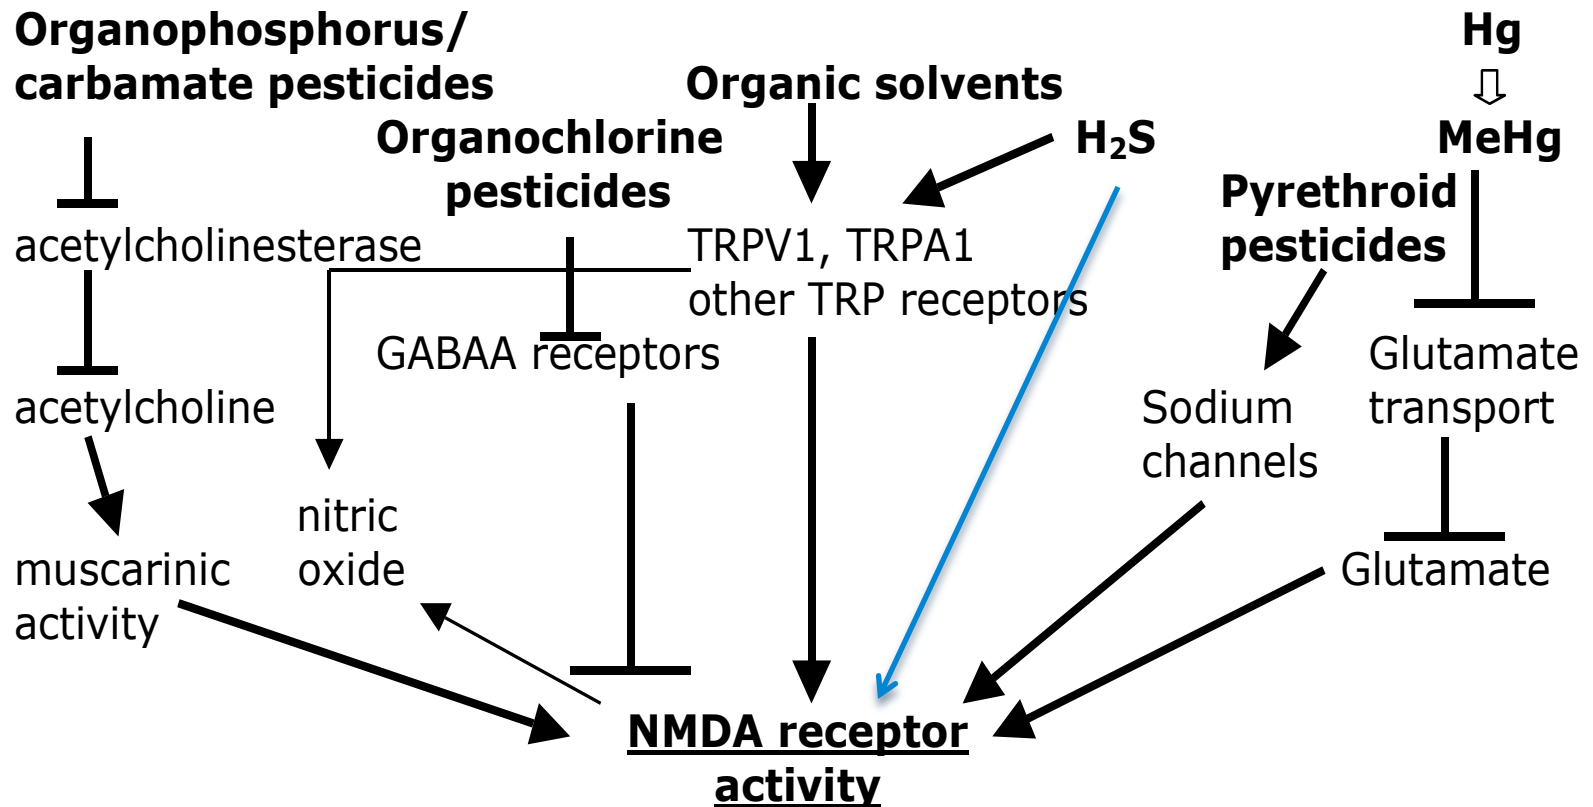 Organophosphorus/
carbamate pesticides
Organochlorine
pesticides
Organic solvents
H₂S
Hg
MeHg
Pyrethroid
pesticides
acetylcholinesterase
TRPV1, TRPA1
other TRP receptors
GABAA receptors
Glutamate
transport
acetylcholine
Sodium
channels
nitric
oxide
muscarinic
activity
Glutamate
NMDA receptor
activity